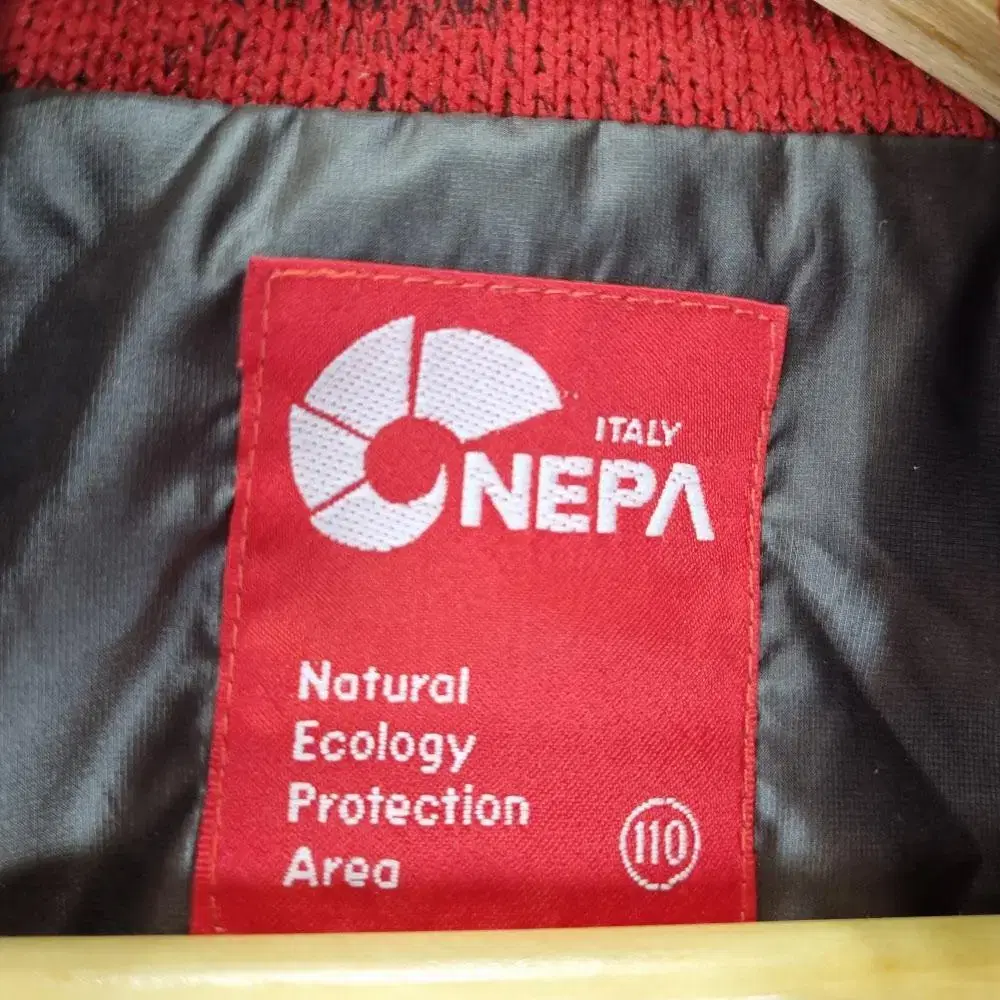 ITALY
NEPA
Natural
Ecology
Protection
Area
110